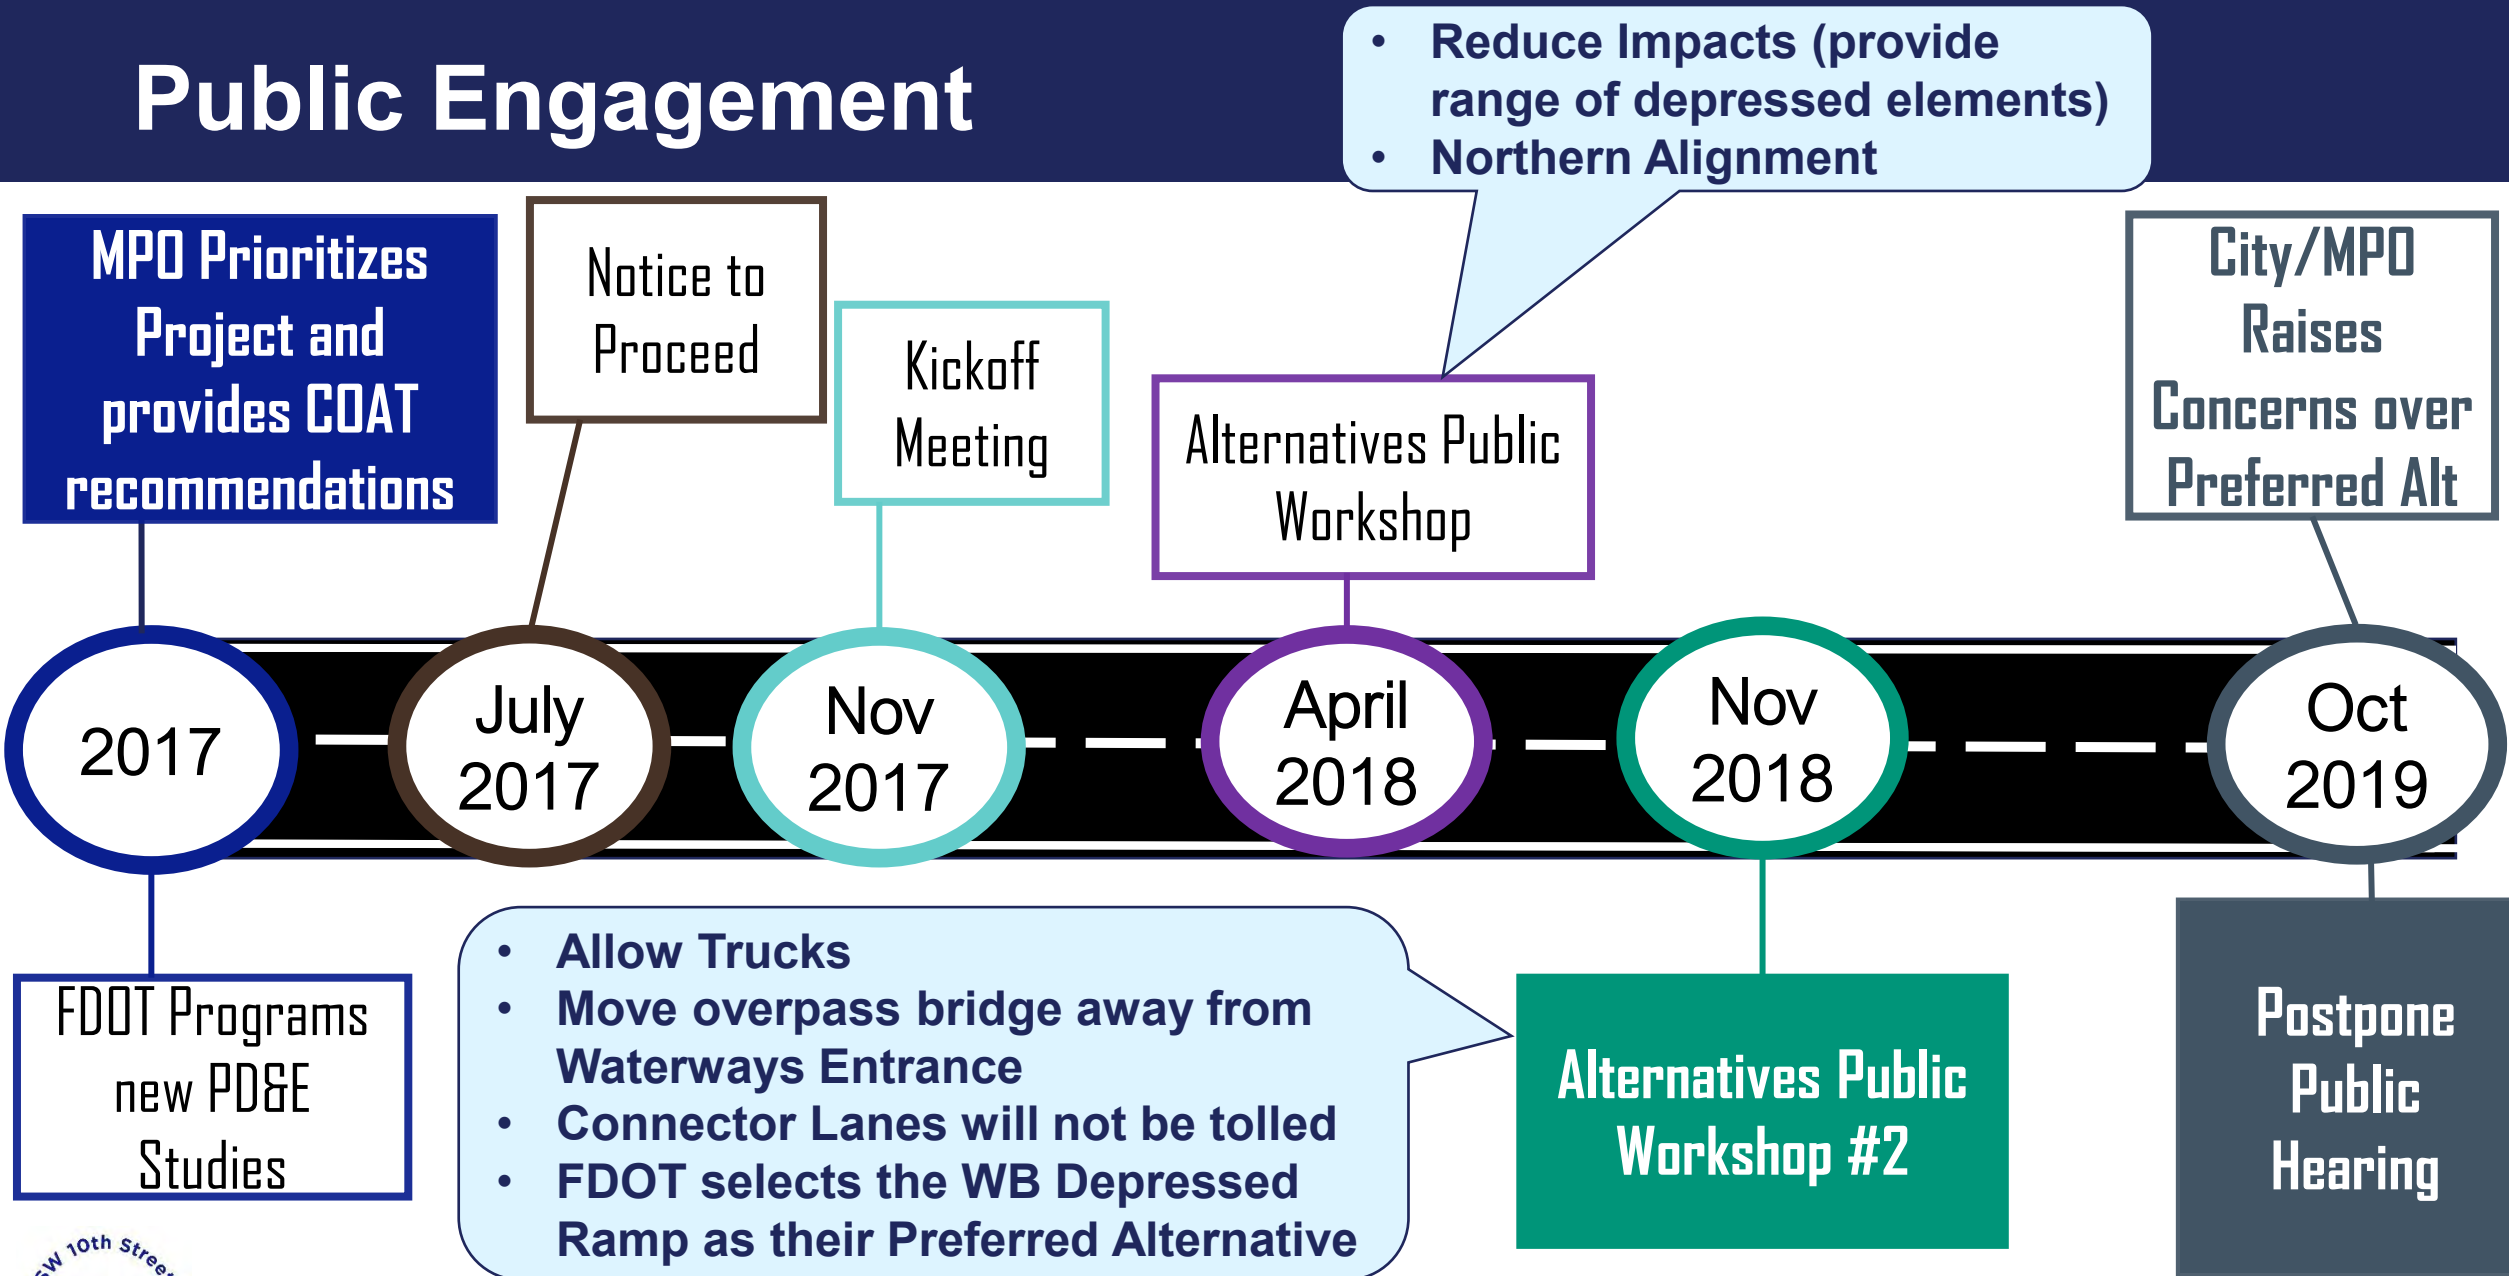 Public Engagement
• Reduce Impacts (provide
range of depressed elements)
• Northern Alignment
MPO Prioritizes
Project and
provides COAT
recommendations
Notice to
Proceed
Kickoff
Meeting
Alternatives Public
Workshop
City/MPO
Raises
Concerns over
Preferred Alt
2017
July
2017
Nov
2017
April
2018
Nov
2018
Oct
2019
FDOT Programs
new PD&E
Studies
• Allow Trucks
• Move overpass bridge away from
Waterways Entrance
• Connector Lanes will not be tolled
• FDOT selects the WB Depressed
Ramp as their Preferred Alternative
Alternatives Public
Workshop #2
Postpone
Public
Hearing
SW 10th Street